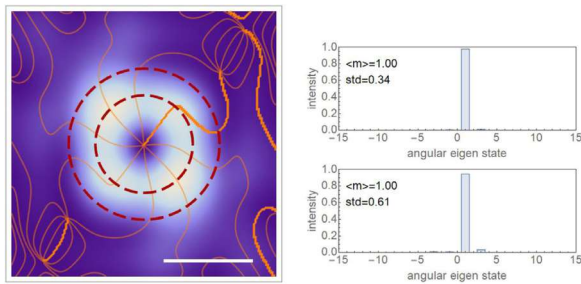 1.0
0.8
0.6
0.4
0.2
0.0
intensity
<m>=1.00
std=0.34
−15 −10 −5 0 5 10 15
angular eigen state
1.0
0.8
0.6
0.4
0.2
0.0
intensity
<m>=1.00
std=0.61
−15 −10 −5 0 5 10 15
angular eigen state